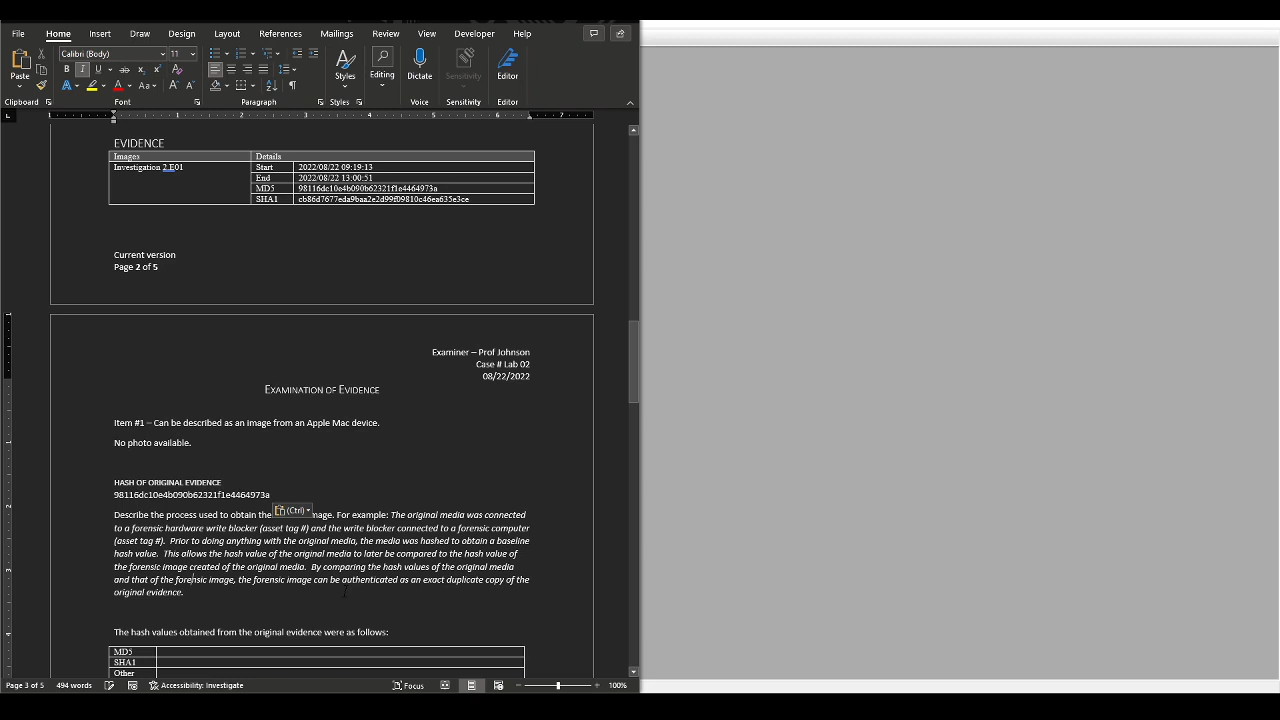 File Home Insert Draw Design Layout References Mailings Review View Developer Help
Calibri (Body) 11
Paste Styles Editing Dictate Sensitivity Editor
Clipboard Font Paragraph Styles Voice Sensitivity Editor
1 1 2 3 4 5 6 7
EVIDENCE
Images Details
Investigation 2.E01 Start 2022/08/22 09:19:13
End 2022/08/22 13:00:51
MD5 98116dc10e4b090b62321f1e4464973a
SHA1 cb86d7677eda9baa2e2d99f09810c46ea635e3ce
Current version
Page 2 of 5
Examiner – Prof Johnson
Case # Lab 02
08/22/2022
EXAMINATION OF EVIDENCE
Item #1 – Can be described as an image from an Apple Mac device.
No photo available.
HASH OF ORIGINAL EVIDENCE
98116dc10e4b090b62321f1e4464973a
Describe the process used to obtain the (Ctrl) image. For example: The original media was connected
to a forensic hardware write blocker (asset tag #) and the write blocker connected to a forensic computer
(asset tag #). Prior to doing anything with the original media, the media was hashed to obtain a baseline
hash value. This allows the hash value of the original media to later be compared to the hash value of
the forensic image created of the original media. By comparing the hash values of the original media
and that of the forensic image, the forensic image can be authenticated as an exact duplicate copy of the
original evidence.
The hash values obtained from the original evidence were as follows:
MD5
SHA1
Other
Page 3 of 5 494 words Accessibility: Investigate Focus 100%